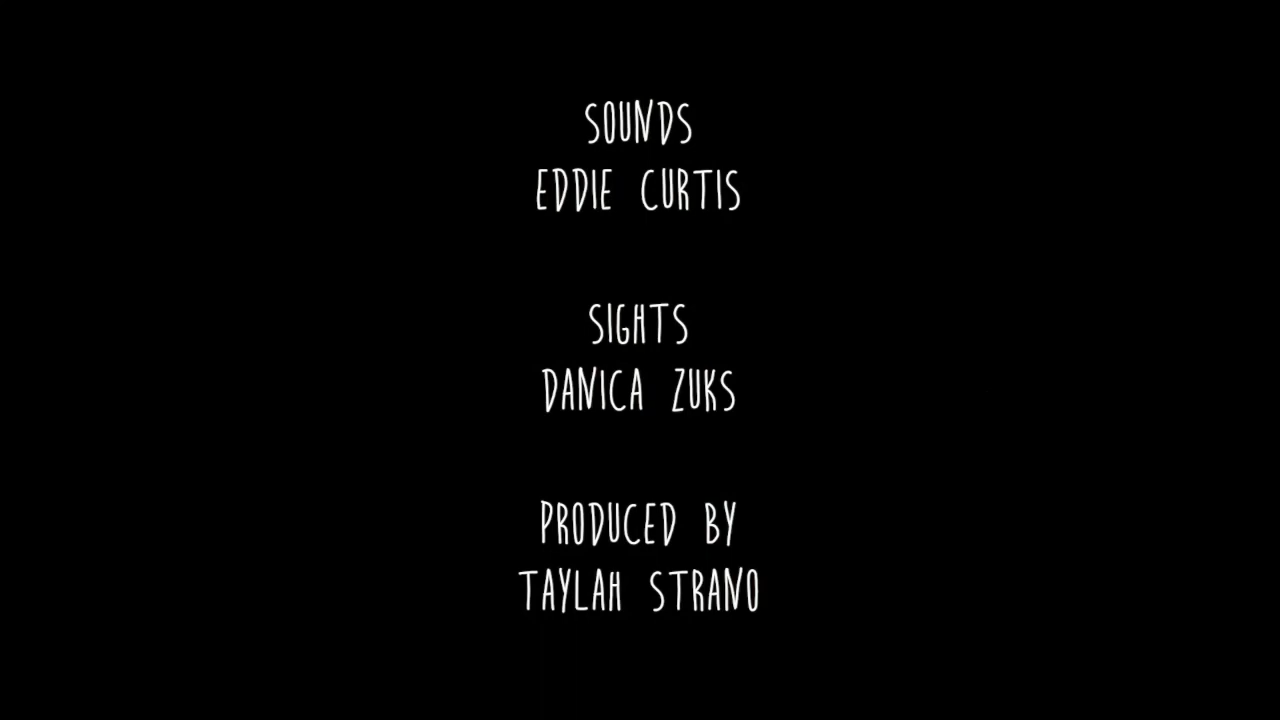 SOUNDS
EDDIE CURTIS
SIGHTS
DANICA ZUKS
PRODUCED BY
TAYLAH STRANO